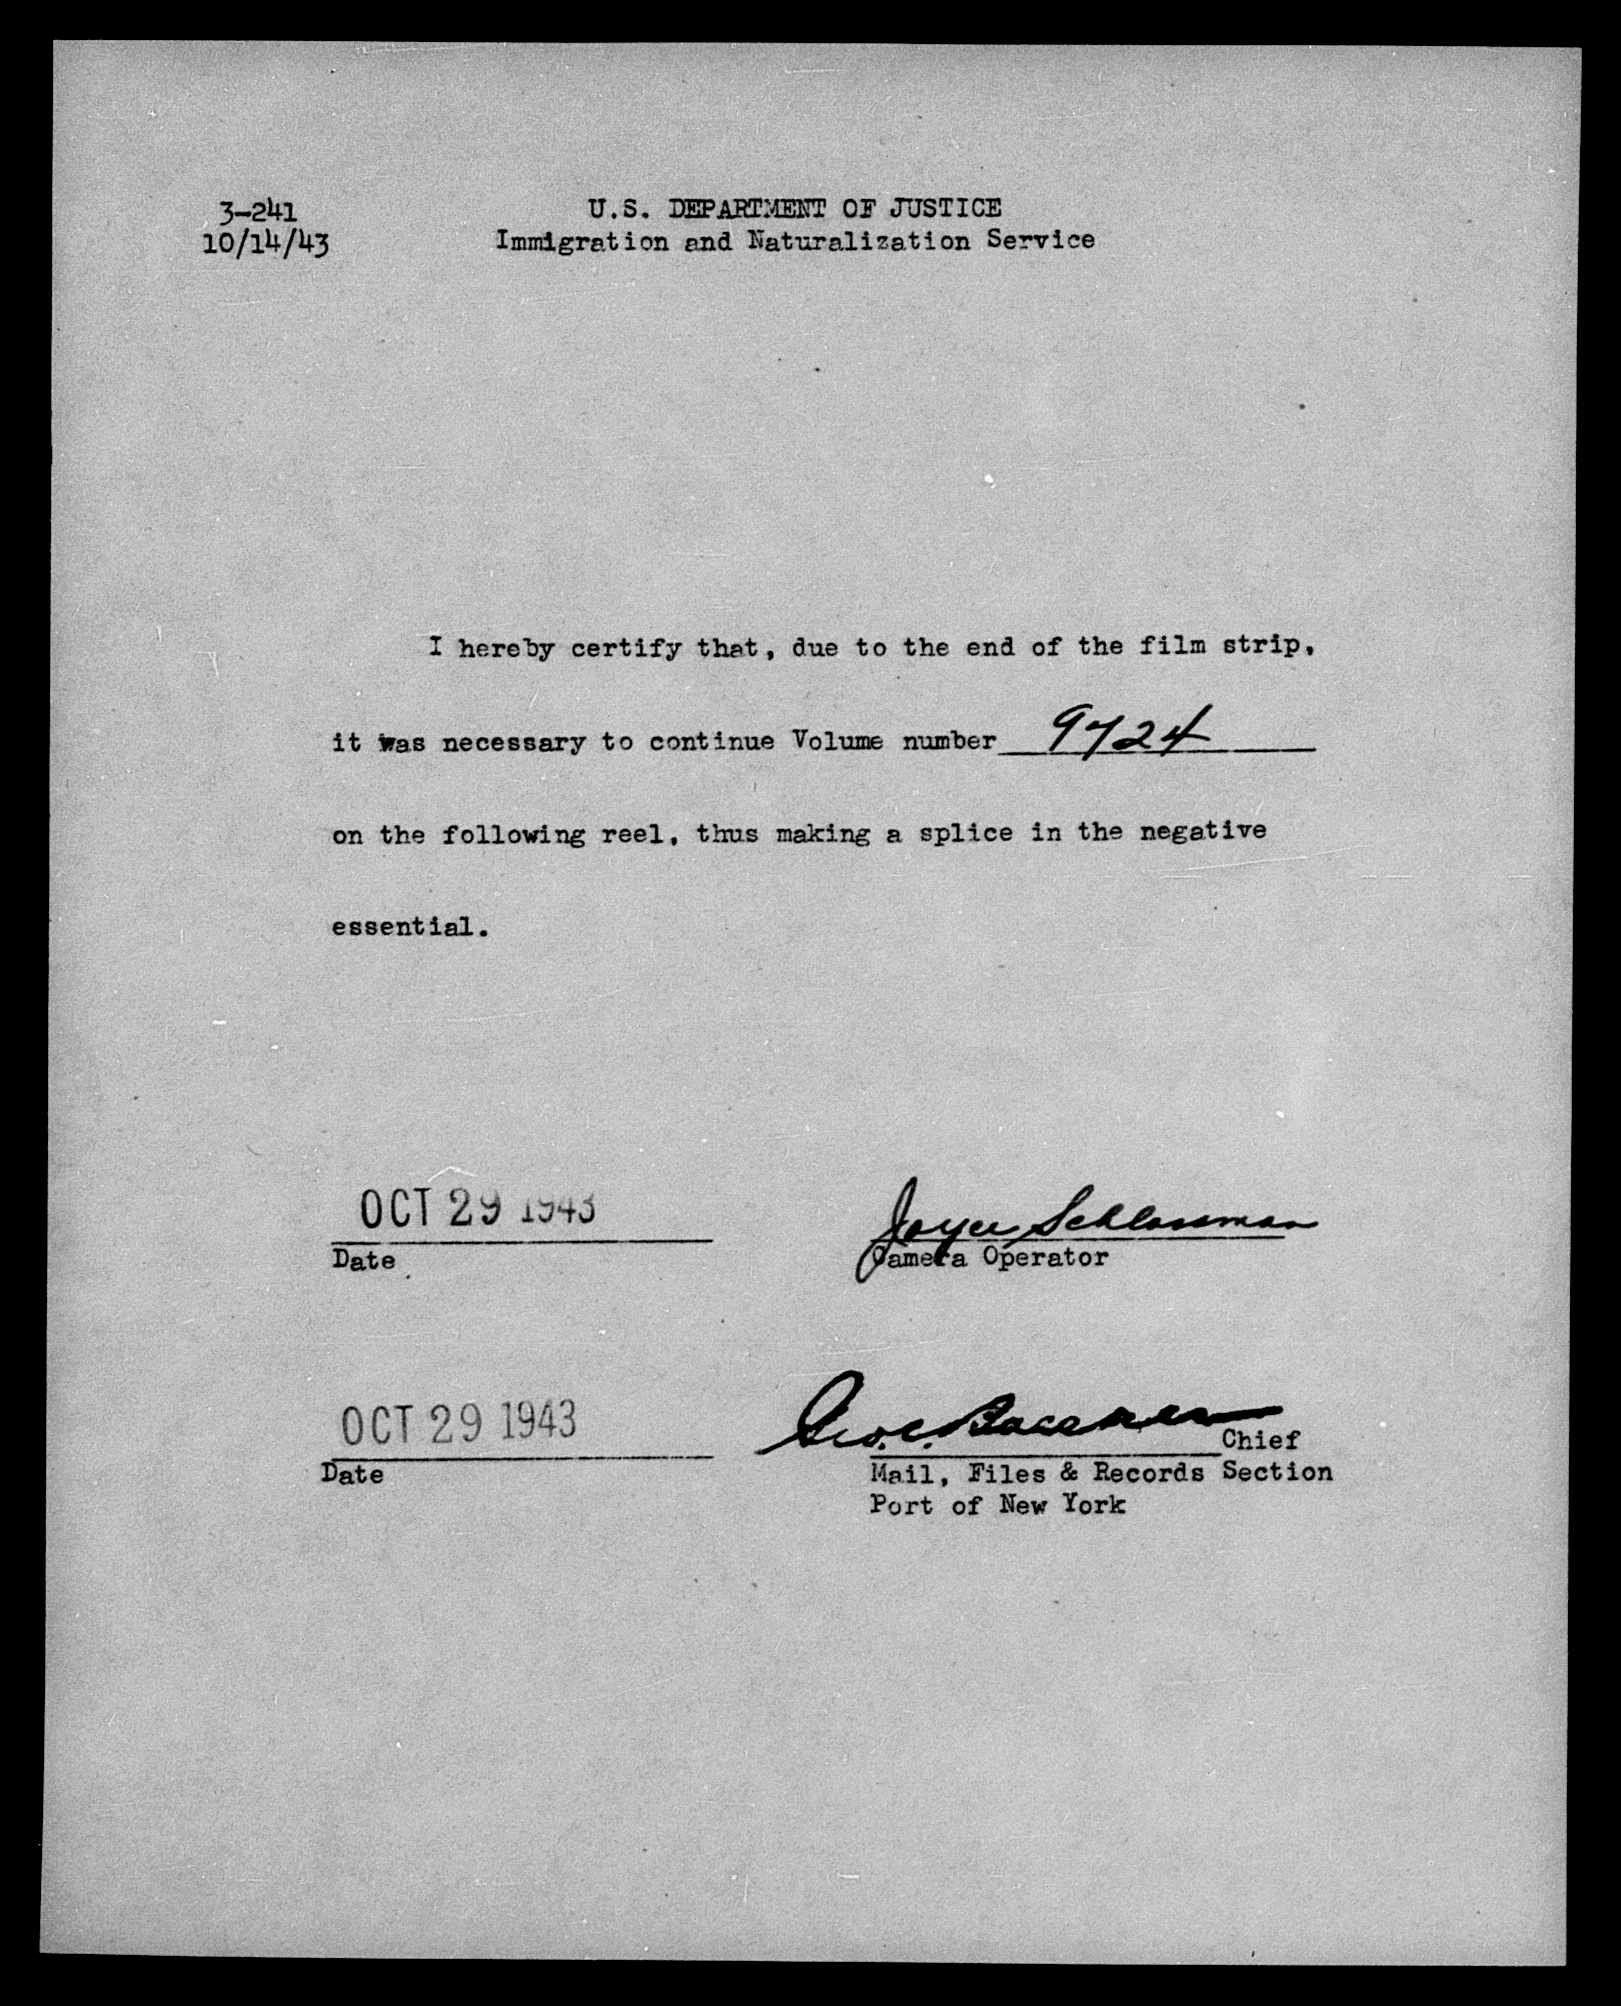 3-241
10/14/43
U.S. DEPARTMENT OF JUSTICE
Immigration and Naturalization Service
I hereby certify that, due to the end of the film strip,
it was necessary to continue Volume number 9724
on the following reel, thus making a splice in the negative
essential.
OCT 29 1943
Date
Joyce Schlossman
Camera Operator
OCT 29 1943
Date
Geo. C.
Chief
Mail, Files & Records Section
Port of New York